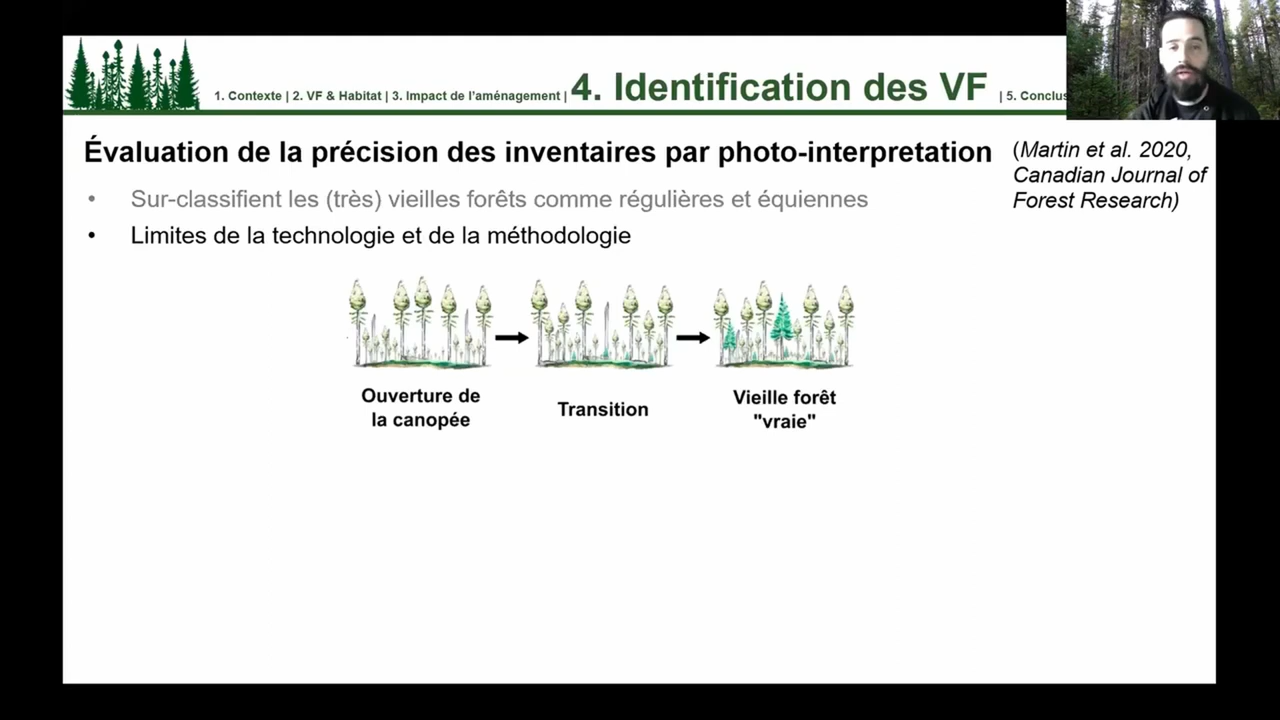 1. Contexte | 2. VF & Habitat | 3. Impact de l’aménagement | 4. Identification des VF | 5. Conclus
Évaluation de la précision des inventaires par photo-interpretation
(Martin et al. 2020,
Canadian Journal of
Forest Research)
• Sur-classifient les (très) vieilles forêts comme régulières et équiennes
• Limites de la technologie et de la méthodologie
Ouverture de
la canopée
Transition
Vieille forêt
"vraie"